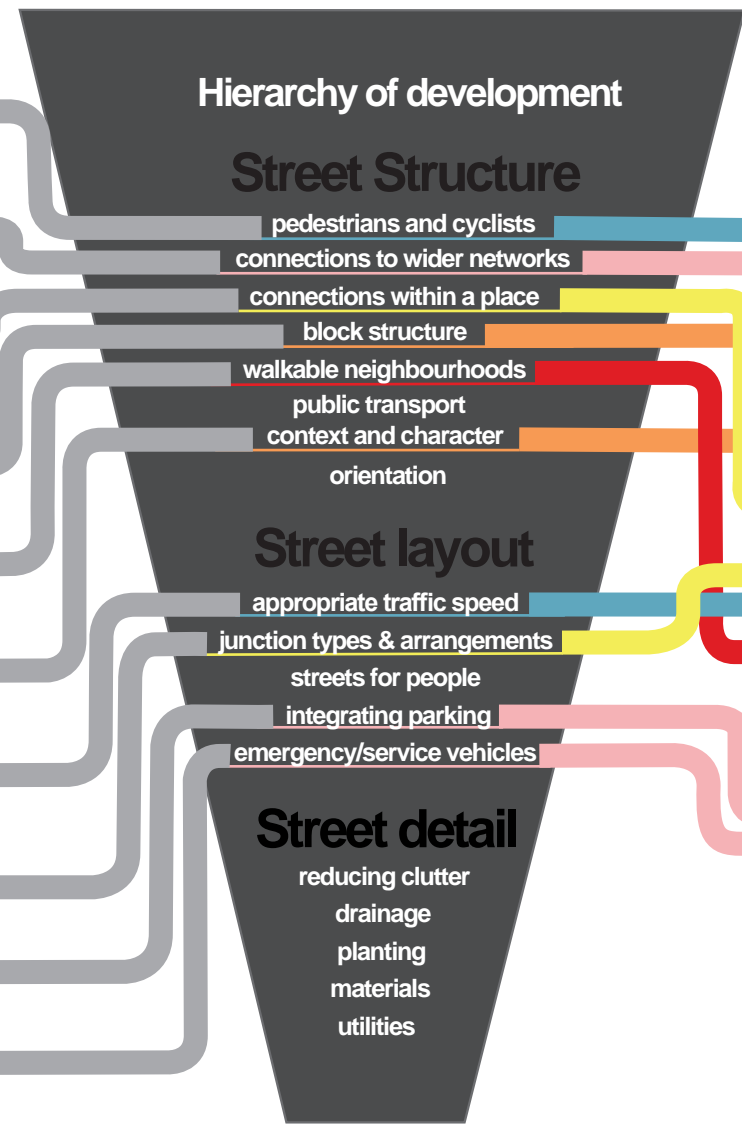 Hierarchy of development
Street Structure
pedestrians and cyclists
connections to wider networks
connections within a place
block structure
walkable neighbourhoods
public transport
context and character
orientation
Street layout
appropriate traffic speed
junction types & arrangements
streets for people
integrating parking
emergency/service vehicles
Street detail
reducing clutter
drainage
planting
materials
utilities